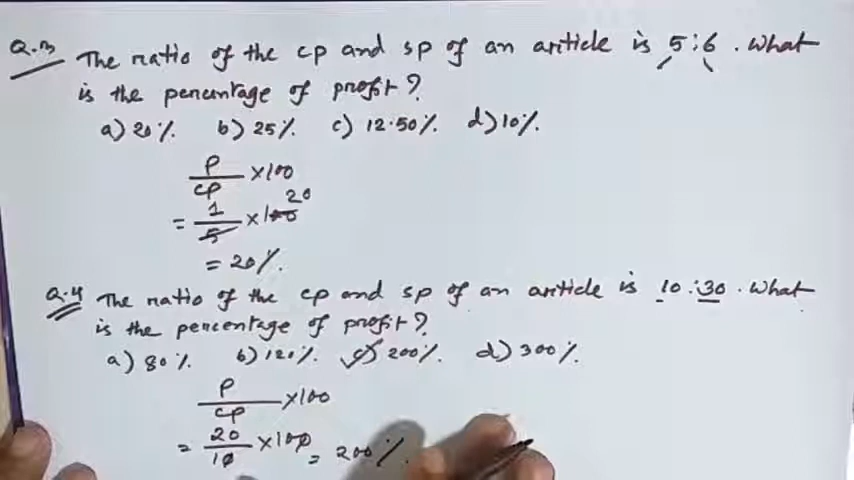 Q.3 The ratio of the cp and sp of an article is 5:6. What
is the percentage of profit?
a) 20% b) 25% c) 12.50% d) 10%.
P/CP × 100
= 1/5 × 100 20
= 20%.
Q.4 The ratio of the cp and sp of an article is 10:30. What
is the percentage of profit?
a) 80% b) 120%. c) 200%. d) 300%.
P/CP × 100
= 20/10 × 100 = 200%.